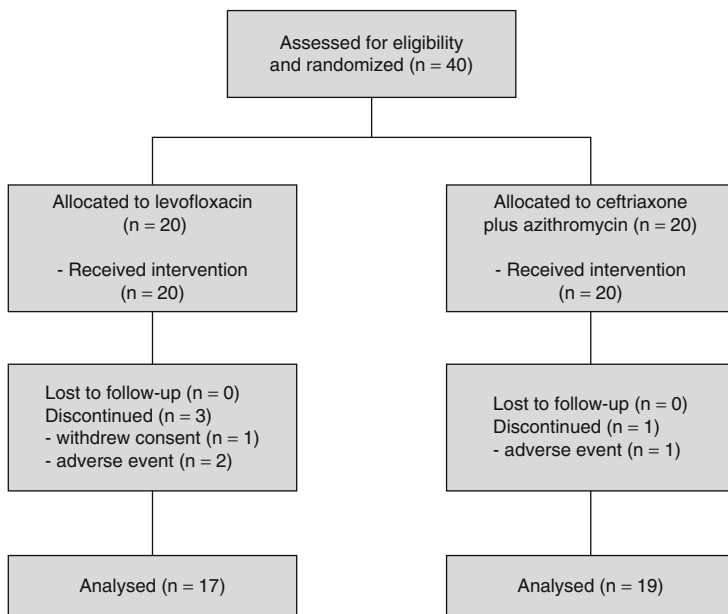 Assessed for eligibility
and randomized (n = 40)
Allocated to levofloxacin
(n = 20)
- Received intervention
(n = 20)
Allocated to ceftriaxone
plus azithromycin (n = 20)
- Received intervention
(n = 20)
Lost to follow-up (n = 0)
Discontinued (n = 3)
- withdrew consent (n = 1)
- adverse event (n = 2)
Lost to follow-up (n = 0)
Discontinued (n = 1)
- adverse event (n = 1)
Analysed (n = 17)
Analysed (n = 19)